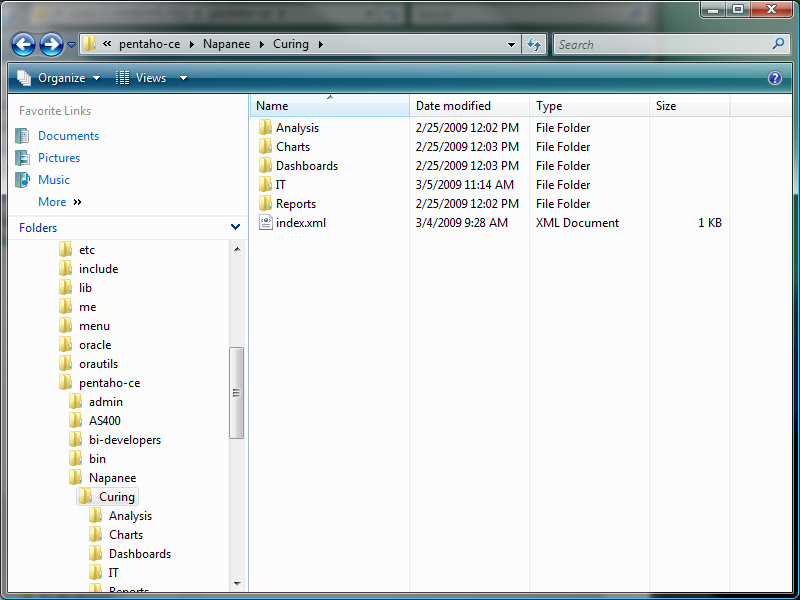 « pentaho-ce ▸ Napanee ▸ Curing ▸ Search
Organize Views
Favorite Links
Documents
Pictures
Music
More »
Folders
etc
include
lib
me
menu
oracle
orautils
pentaho-ce
admin
AS400
bi-developers
bin
Napanee
Curing
Analysis
Charts
Dashboards
IT
Reports
Name Date modified Type Size
Analysis 2/25/2009 12:02 PM File Folder
Charts 2/25/2009 12:03 PM File Folder
Dashboards 2/25/2009 12:03 PM File Folder
IT 3/5/2009 11:14 AM File Folder
Reports 2/25/2009 12:02 PM File Folder
index.xml 3/4/2009 9:28 AM XML Document 1 KB